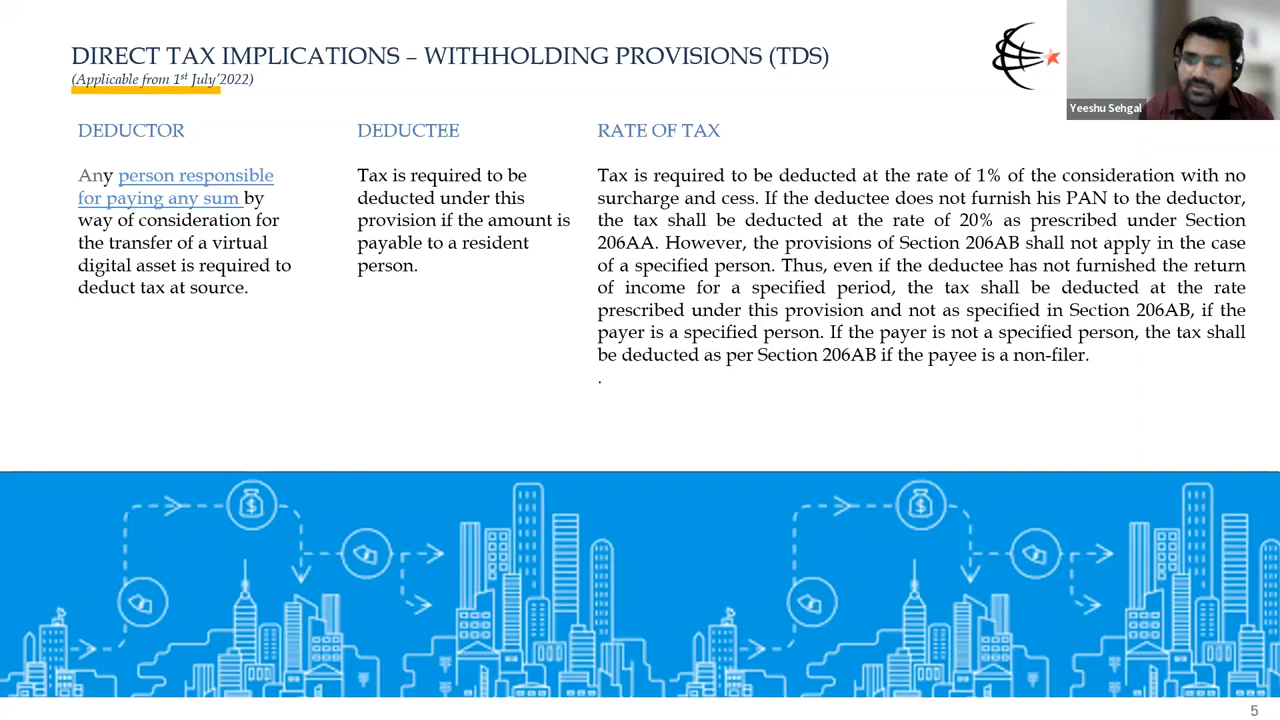 DIRECT TAX IMPLICATIONS – WITHHOLDING PROVISIONS (TDS)
(Applicable from 1st July'2022)
Yeeshu Sehgal
DEDUCTOR
Any person responsible
for paying any sum by
way of consideration for
the transfer of a virtual
digital asset is required to
deduct tax at source.
DEDUCTEE
Tax is required to be
deducted under this
provision if the amount is
payable to a resident
person.
RATE OF TAX
Tax is required to be deducted at the rate of 1% of the consideration with no
surcharge and cess. If the deductee does not furnish his PAN to the deductor,
the tax shall be deducted at the rate of 20% as prescribed under Section
206AA. However, the provisions of Section 206AB shall not apply in the case
of a specified person. Thus, even if the deductee has not furnished the return
of income for a specified period, the tax shall be deducted at the rate
prescribed under this provision and not as specified in Section 206AB, if the
payer is a specified person. If the payer is not a specified person, the tax shall
be deducted as per Section 206AB if the payee is a non-filer.
.
5